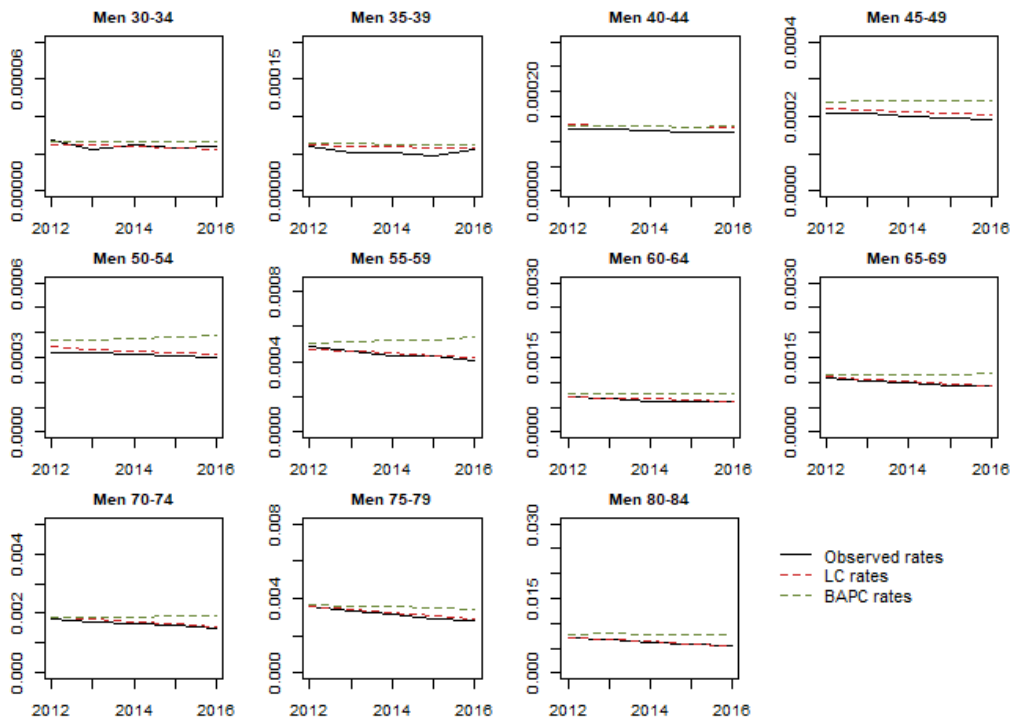 Men 30-34
Men 35-39
Men 40-44
Men 45-49
0.00000 0.00006
0.00000 0.00015
0.00000 0.00020
0.0000 0.0002 0.0004
2012 2014 2016
2012 2014 2016
2012 2014 2016
2012 2014 2016
Men 50-54
Men 55-59
Men 60-64
Men 65-69
0.0000 0.0003 0.0006
0.0000 0.0004 0.0008
0.0000 0.0015 0.0030
0.0000 0.0015 0.0030
2012 2014 2016
2012 2014 2016
2012 2014 2016
2012 2014 2016
Men 70-74
Men 75-79
Men 80-84
0.000 0.002 0.004
0.000 0.004 0.008
0.000 0.015 0.030
2012 2014 2016
2012 2014 2016
2012 2014 2016
Observed rates
LC rates
BAPC rates